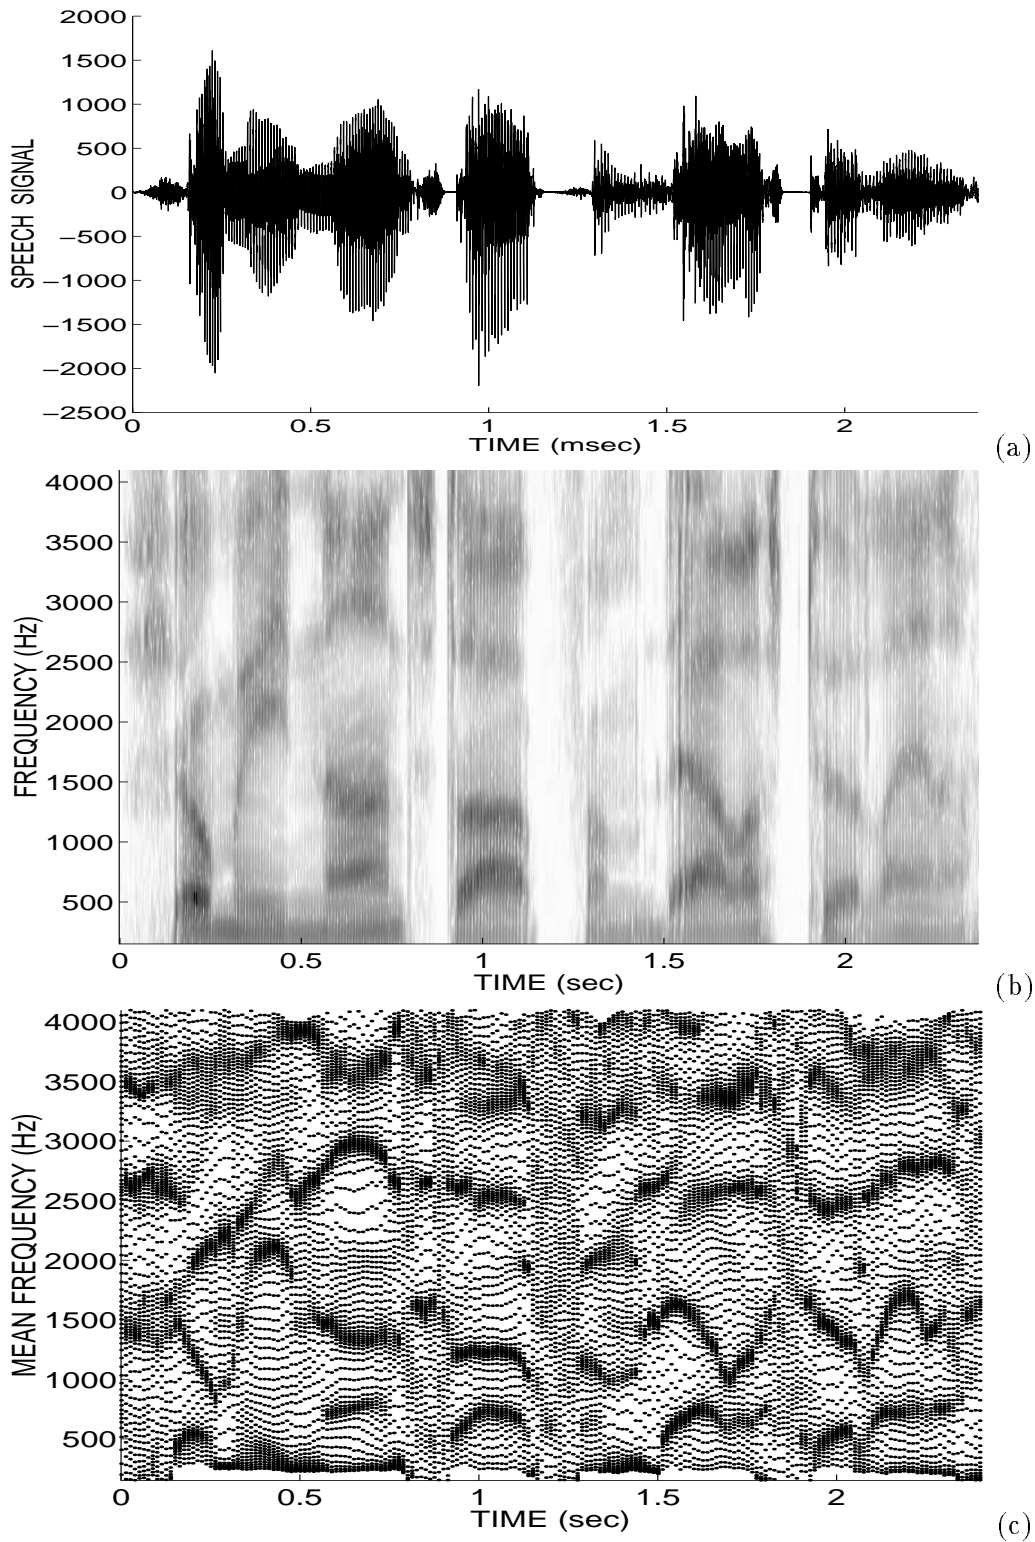 2000
1500
1000
500
0
−500
−1000
−1500
−2000
−2500
SPEECH SIGNAL
0 0.5 1 1.5 2
TIME (msec)
(a)
4000
3500
3000
2500
2000
1500
1000
500
FREQUENCY (Hz)
0 0.5 1 1.5 2
TIME (sec)
(b)
4000
3500
3000
2500
2000
1500
1000
500
MEAN FREQUENCY (Hz)
0 0.5 1 1.5 2
TIME (sec)
(c)